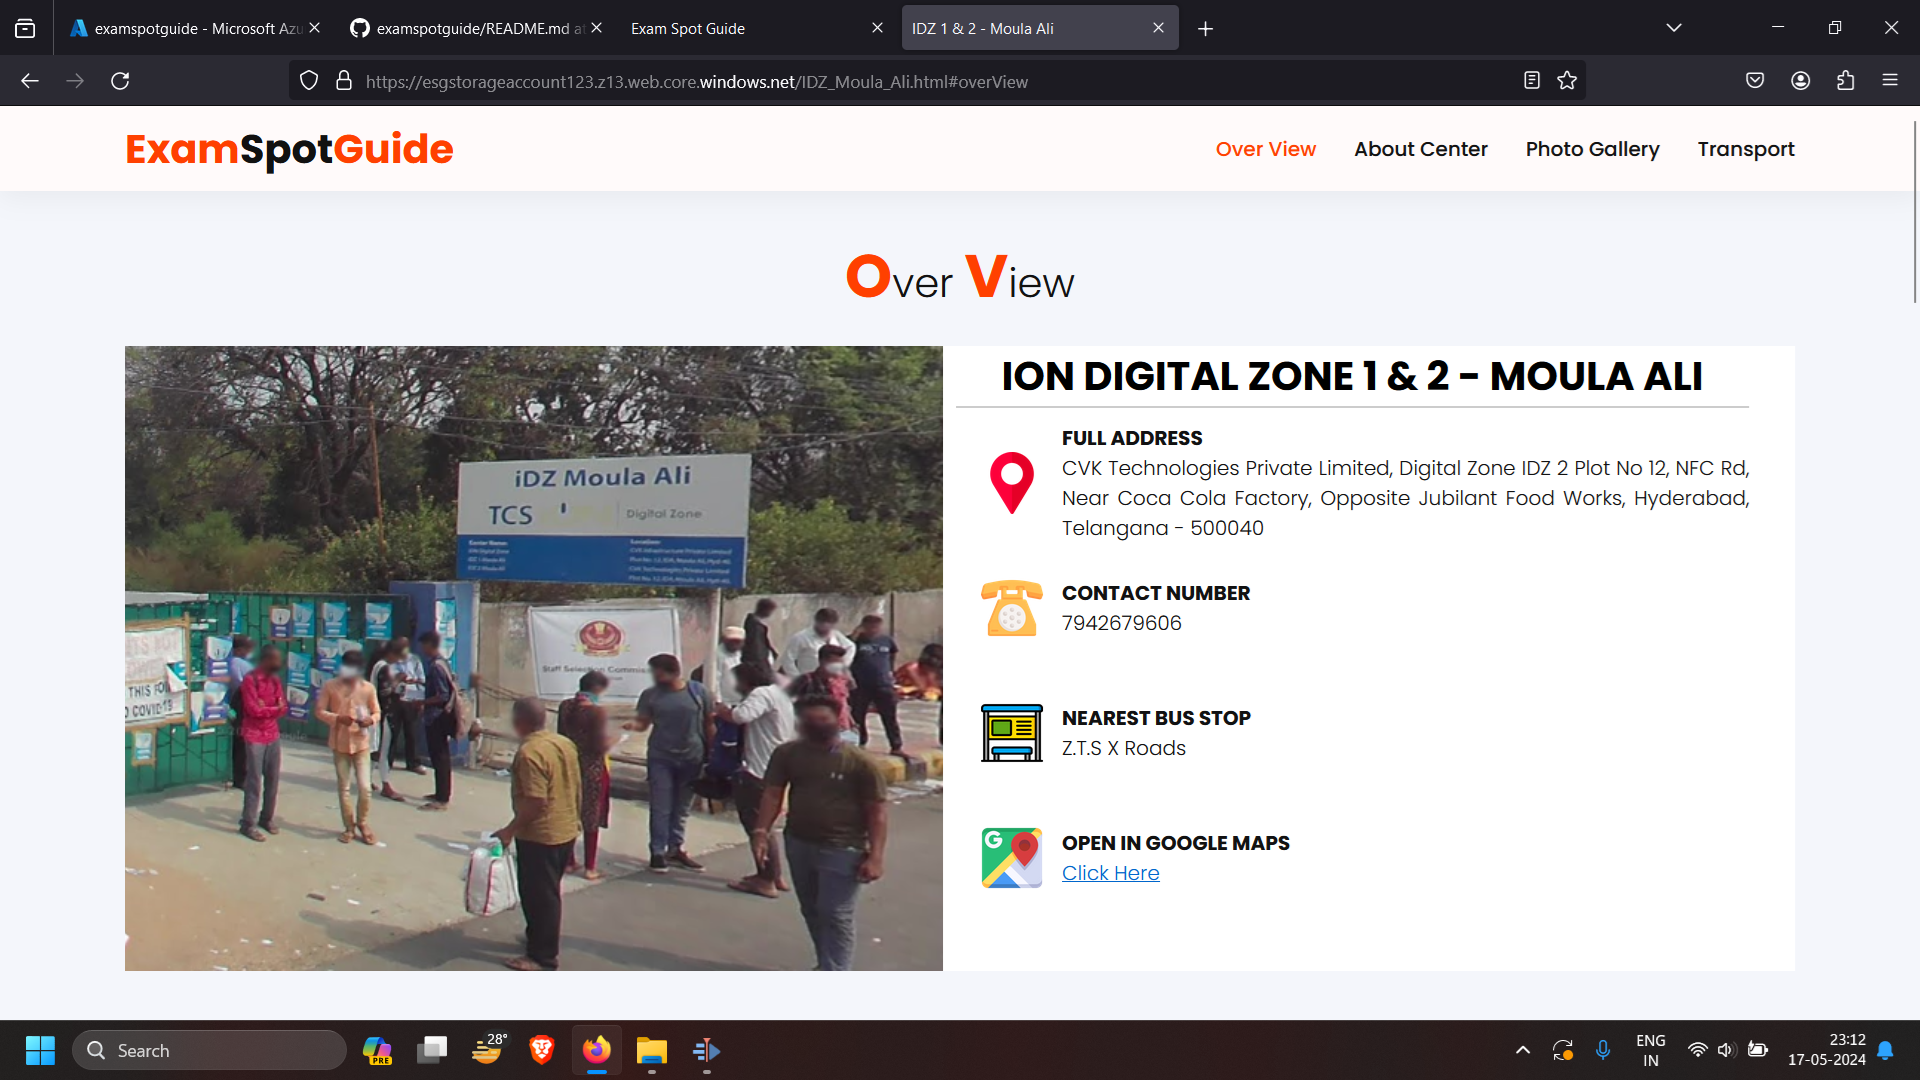 examspotguide - Microsoft Azu
examspotguide/README.md at
Exam Spot Guide
IDZ 1 & 2 - Moula Ali
https://esgstorageaccount123.z13.web.core.windows.net/IDZ_Moula_Ali.html#overView
ExamSpotGuide
Over View
About Center
Photo Gallery
Transport
Over View
iDZ Moula Ali
TCS
Digital Zone
Staff Selection Commis
THIS FO
COVID-19
ION DIGITAL ZONE 1 & 2 - MOULA ALI
FULL ADDRESS
CVK Technologies Private Limited, Digital Zone IDZ 2 Plot No 12, NFC Rd,
Near Coca Cola Factory, Opposite Jubilant Food Works, Hyderabad,
Telangana - 500040
CONTACT NUMBER
7942679606
NEAREST BUS STOP
Z.T.S X Roads
G
OPEN IN GOOGLE MAPS
Click Here
Search
PRE
28°
ENG
IN
23:12
17-05-2024